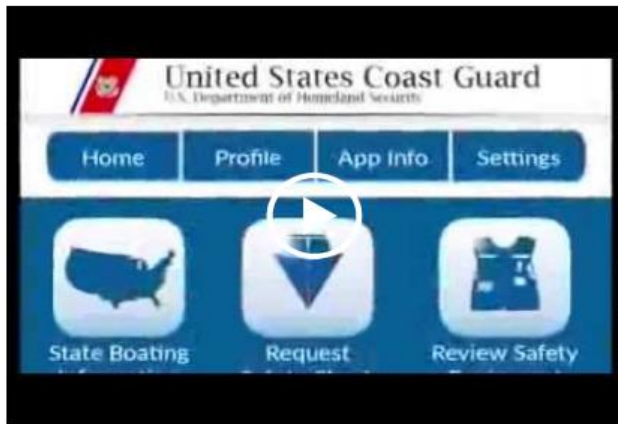 United States Coast Guard
U.S. Department of Homeland Security
Home Profile App Info Settings
State Boating Request Review Safety